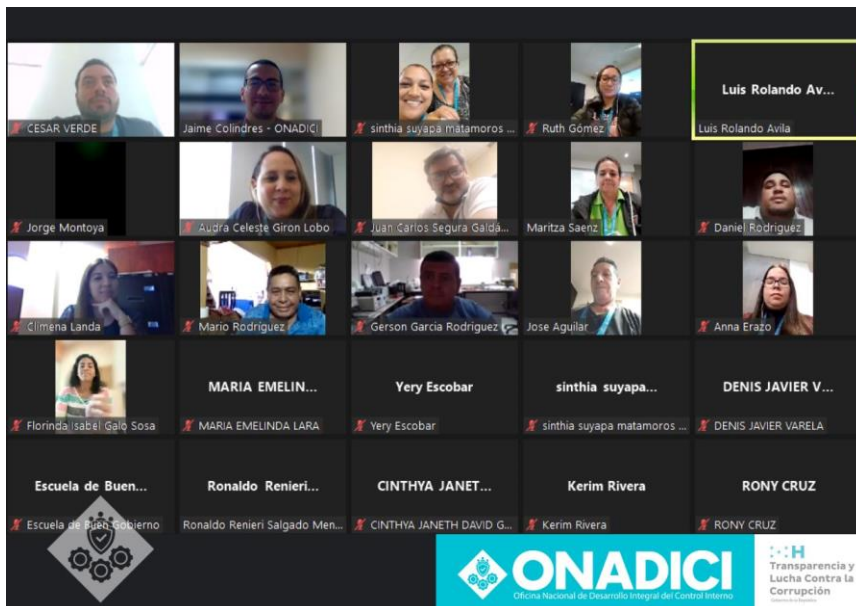 CESAR VERDE
Jaime Colindres - ONADICI
sinthia suyapa matamoros ...
Ruth Gómez
Luis Rolando Av...
Luis Rolando Avila
Jorge Montoya
Audra Celeste Giron Lobo
Juan Carlos Segura Galdá...
Maritza Saenz
Daniel Rodriguez
Climena Landa
Mario Rodriguez
Gerson Garcia Rodriguez
Jose Aguilar
Anna Erazo
Florinda Isabel Galo Sosa
MARIA EMELIN...
MARIA EMELINDA LARA
Yery Escobar
Yery Escobar
sinthia suyapa...
sinthia suyapa matamoros ...
DENIS JAVIER V...
DENIS JAVIER VARELA
Escuela de Buen...
Escuela de Buen Gobierno
Ronaldo Renieri...
Ronaldo Renieri Salgado Men...
CINTHYA JANET...
CINTHYA JANETH DAVID G...
Kerim Rivera
Kerim Rivera
RONY CRUZ
RONY CRUZ
ONADICI
Oficina Nacional de Desarrollo Integral del Control Interno
H
Transparencia y
Lucha Contra la
Corrupción